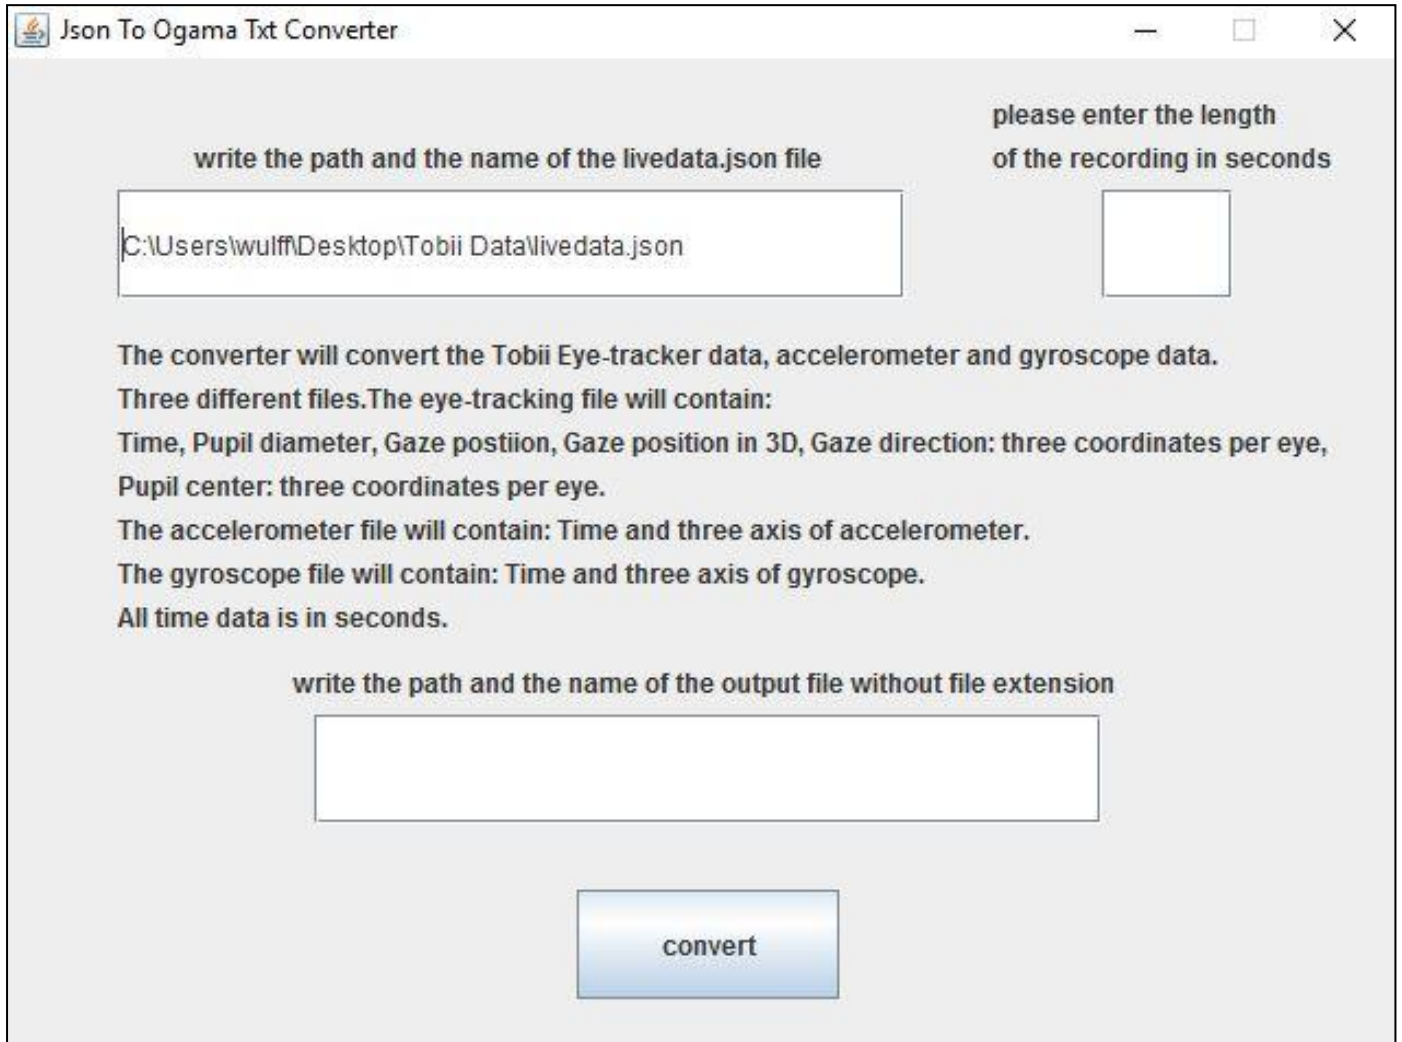 Json To Ogama Txt Converter
please enter the length
of the recording in seconds
write the path and the name of the livedata.json file
C:\Users\wulff\Desktop\Tobii Data\livedata.json
The converter will convert the Tobii Eye-tracker data, accelerometer and gyroscope data.
Three different files.The eye-tracking file will contain:
Time, Pupil diameter, Gaze postiion, Gaze position in 3D, Gaze direction: three coordinates per eye,
Pupil center: three coordinates per eye.
The accelerometer file will contain: Time and three axis of accelerometer.
The gyroscope file will contain: Time and three axis of gyroscope.
All time data is in seconds.
write the path and the name of the output file without file extension
convert